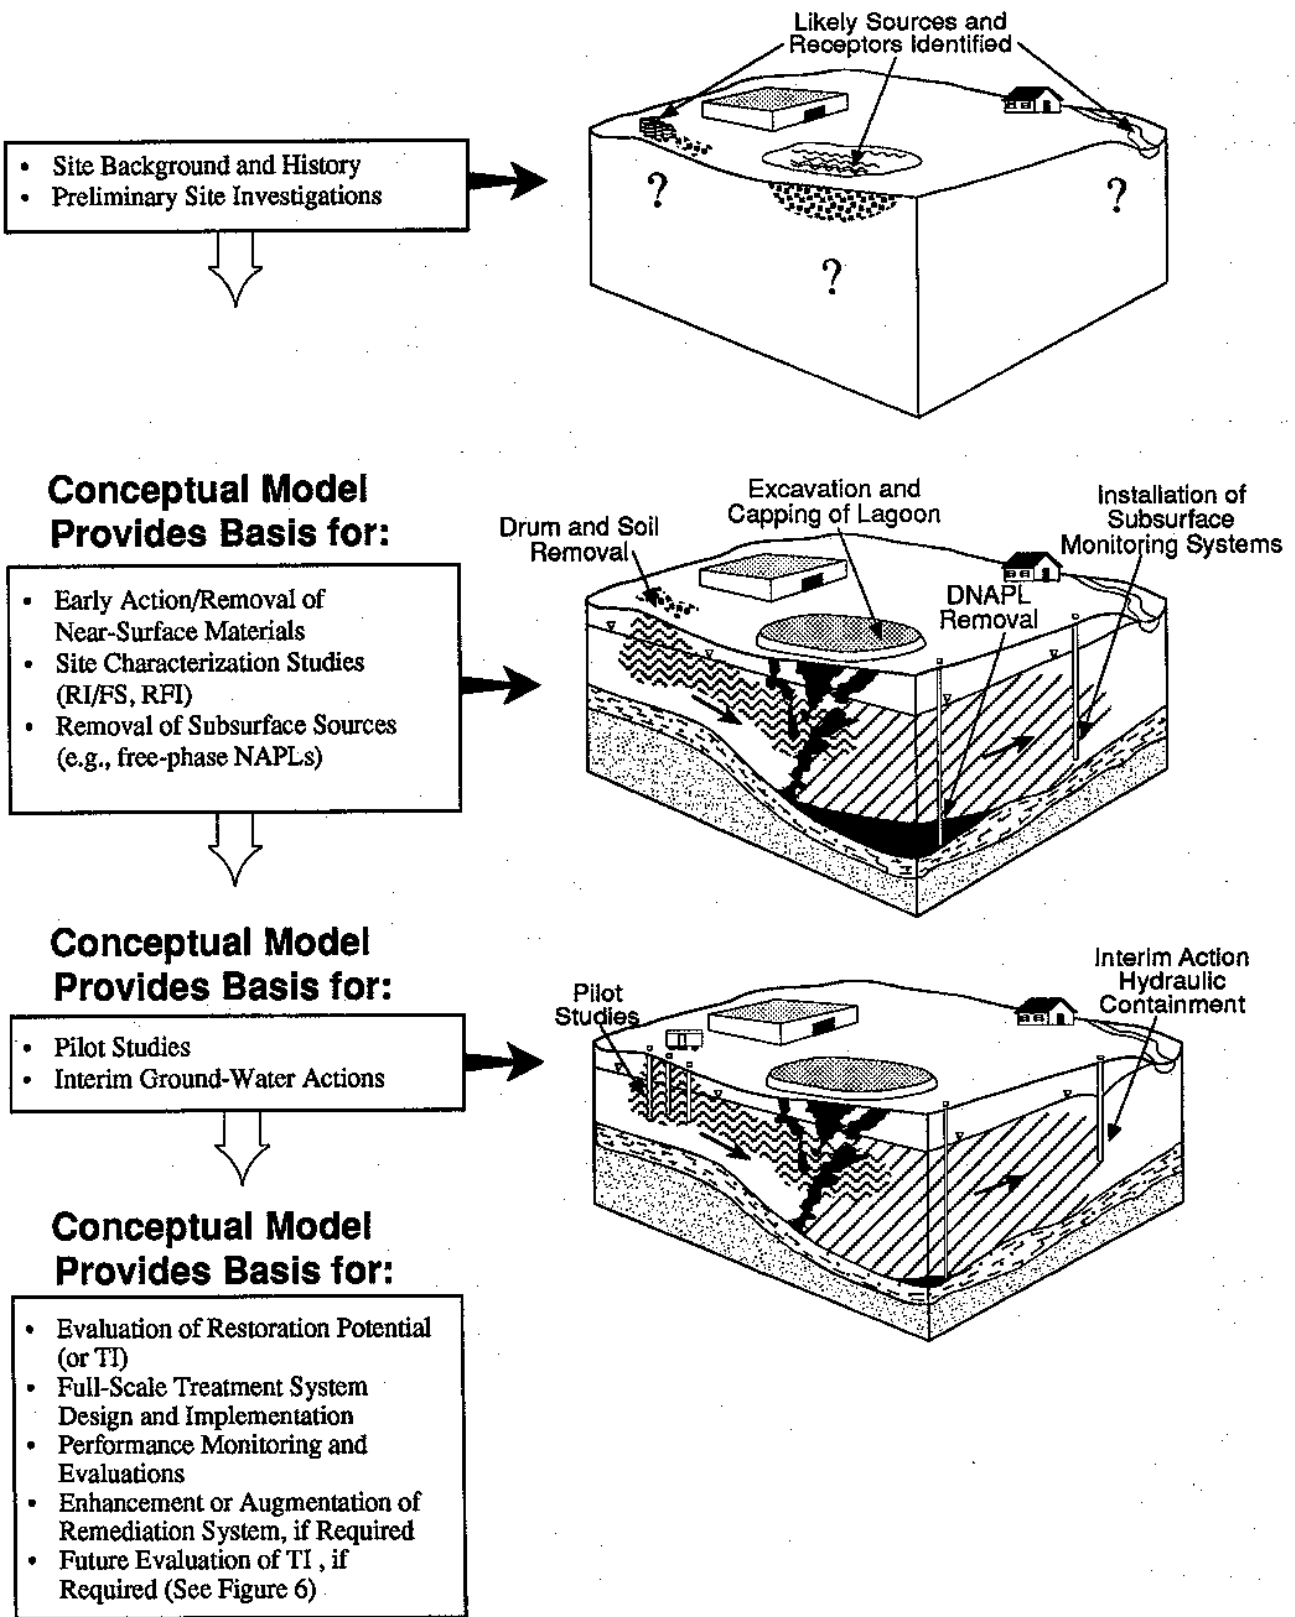 Likely Sources and
Receptors Identified
• Site Background and History
• Preliminary Site Investigations
?
?
?
Conceptual Model
Provides Basis for:
• Early Action/Removal of
Near-Surface Materials
• Site Characterization Studies
(RI/FS, RFI)
• Removal of Subsurface Sources
(e.g., free-phase NAPLs)
Drum and Soil
Removal
Excavation and
Capping of Lagoon
Installation of
Subsurface
Monitoring Systems
DNAPL
Removal
Conceptual Model
Provides Basis for:
• Pilot Studies
• Interim Ground-Water Actions
Pilot
Studies
Interim Action
Hydraulic
Containment
Conceptual Model
Provides Basis for:
• Evaluation of Restoration Potential
(or TI)
• Full-Scale Treatment System
Design and Implementation
• Performance Monitoring and
Evaluations
• Enhancement or Augmentation of
Remediation System, if Required
• Future Evaluation of TI , if
Required (See Figure 6)